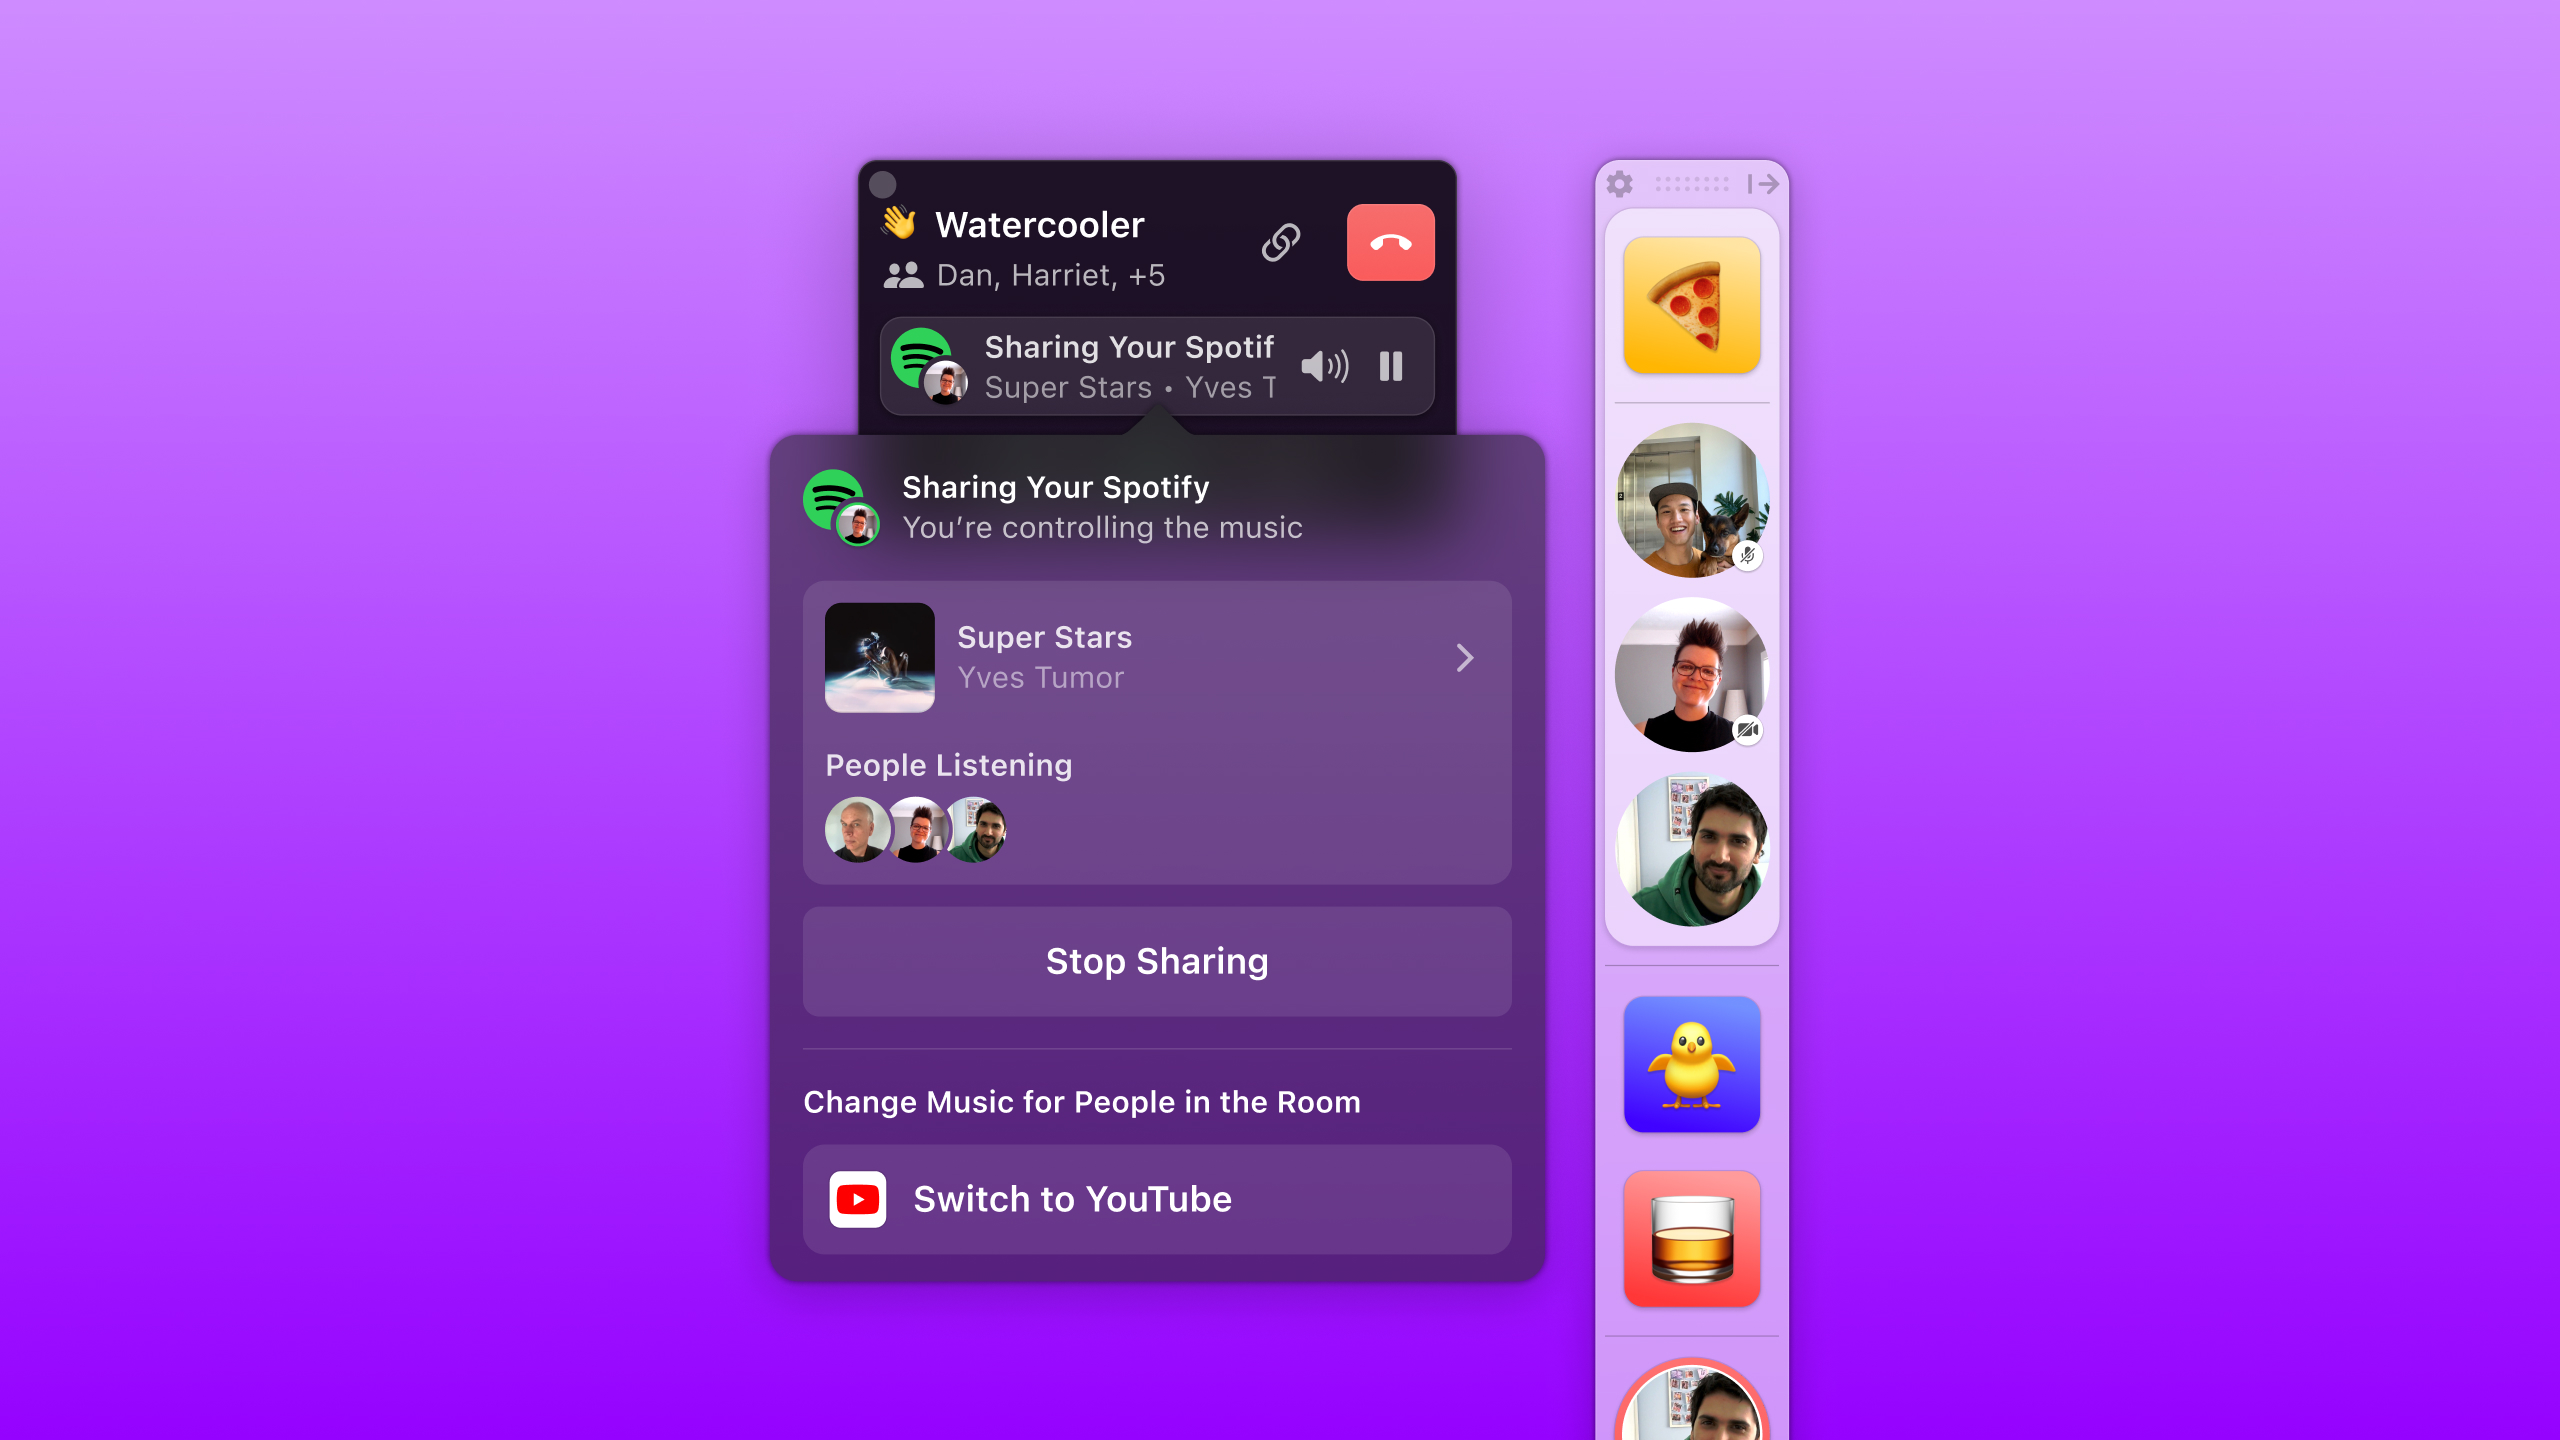 Watercooler
Dan, Harriet, +5
Sharing Your Spotif
Super Stars • Yves T
Sharing Your Spotify
You’re controlling the music
Super Stars
Yves Tumor
People Listening
Stop Sharing
Change Music for People in the Room
Switch to YouTube